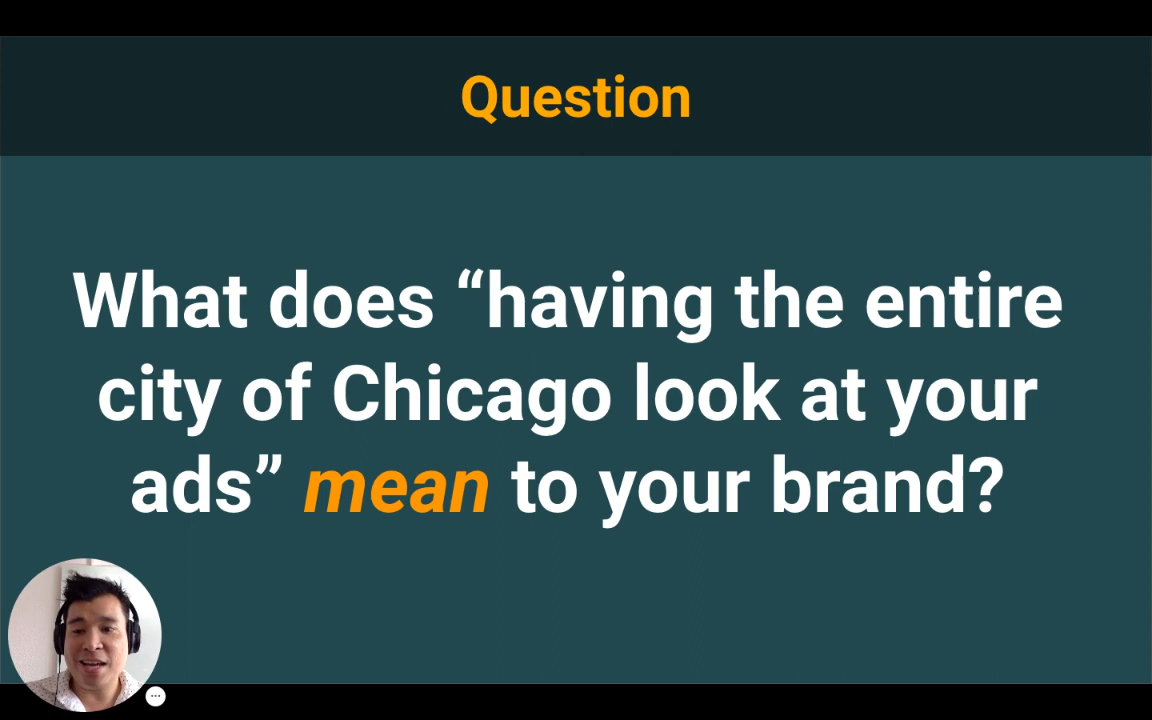 Question
What does “having the entire
city of Chicago look at your
ads” mean to your brand?